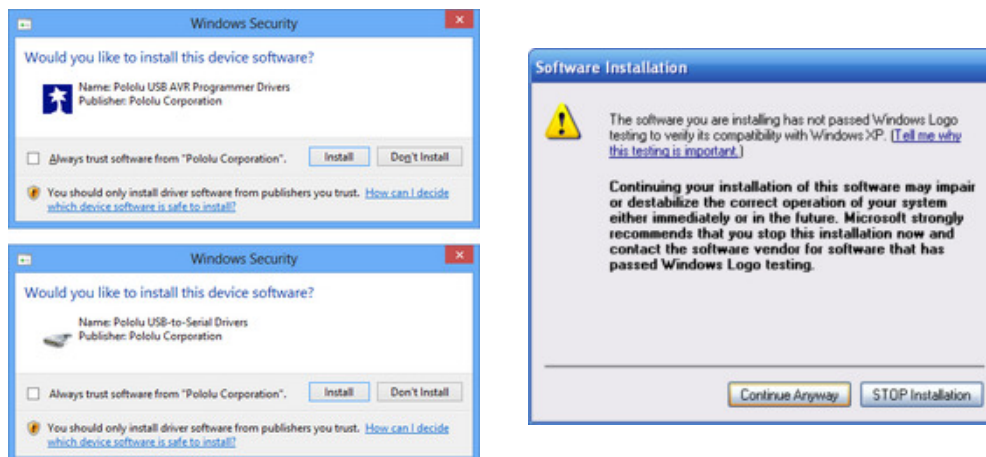 Windows Security
Would you like to install this device software?
Name: Pololu USB AVR Programmer Drivers
Publisher: Pololu Corporation
Always trust software from "Pololu Corporation".
Install
Don't Install
You should only install driver software from publishers you trust. How can I decide
which device software is safe to install?
Windows Security
Would you like to install this device software?
Name: Pololu USB-to-Serial Drivers
Publisher: Pololu Corporation
Always trust software from "Pololu Corporation".
Install
Don't Install
You should only install driver software from publishers you trust. How can I decide
which device software is safe to install?
Software Installation
The software you are installing has not passed Windows Logo
testing to verify its compatibility with Windows XP. (Tell me why
this testing is important.)
Continuing your installation of this software may impair
or destabilize the correct operation of your system
either immediately or in the future. Microsoft strongly
recommends that you stop this installation now and
contact the software vendor for software that has
passed Windows Logo testing.
Continue Anyway
STOP Installation